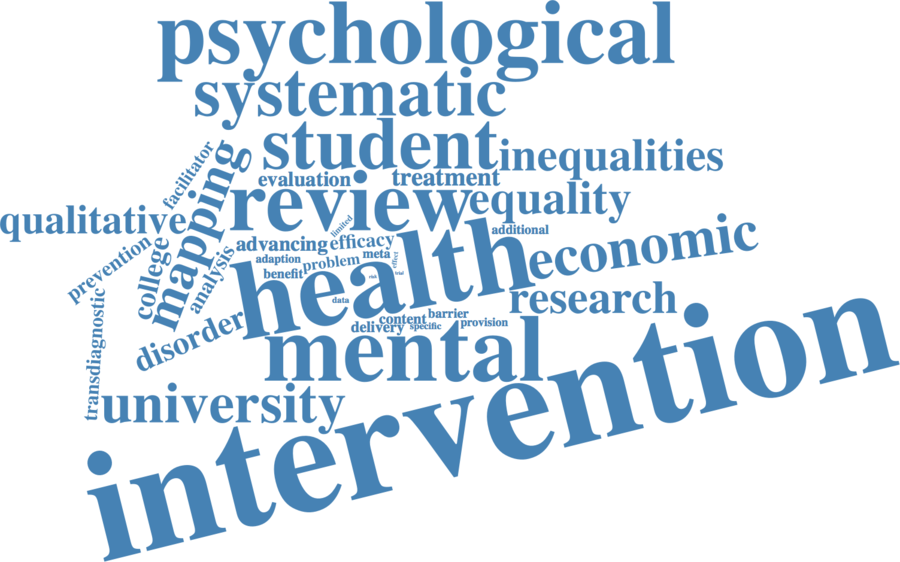 psychological
systematic
student
inequalities
facilitator
mapping
evaluation
treatment
review
equality
qualitative
limited
additional
advancing
efficacy
economic
prevention
college
analysis
adaption
problem
meta
effect
benefit
risk
trial
health
data
research
transdiagnostic
disorder
content
barrier
delivery
specific
provision
mental
university
intervention